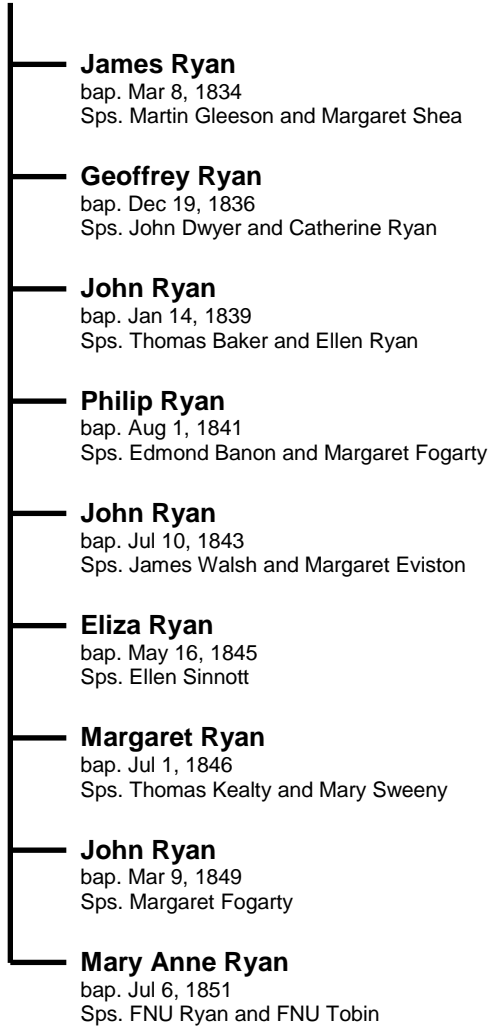 James Ryan
bap. Mar 8, 1834
Sps. Martin Gleeson and Margaret Shea
Geoffrey Ryan
bap. Dec 19, 1836
Sps. John Dwyer and Catherine Ryan
John Ryan
bap. Jan 14, 1839
Sps. Thomas Baker and Ellen Ryan
Philip Ryan
bap. Aug 1, 1841
Sps. Edmond Banon and Margaret Fogarty
John Ryan
bap. Jul 10, 1843
Sps. James Walsh and Margaret Eviston
Eliza Ryan
bap. May 16, 1845
Sps. Ellen Sinnott
Margaret Ryan
bap. Jul 1, 1846
Sps. Thomas Kealty and Mary Sweeny
John Ryan
bap. Mar 9, 1849
Sps. Margaret Fogarty
Mary Anne Ryan
bap. Jul 6, 1851
Sps. FNU Ryan and FNU Tobin